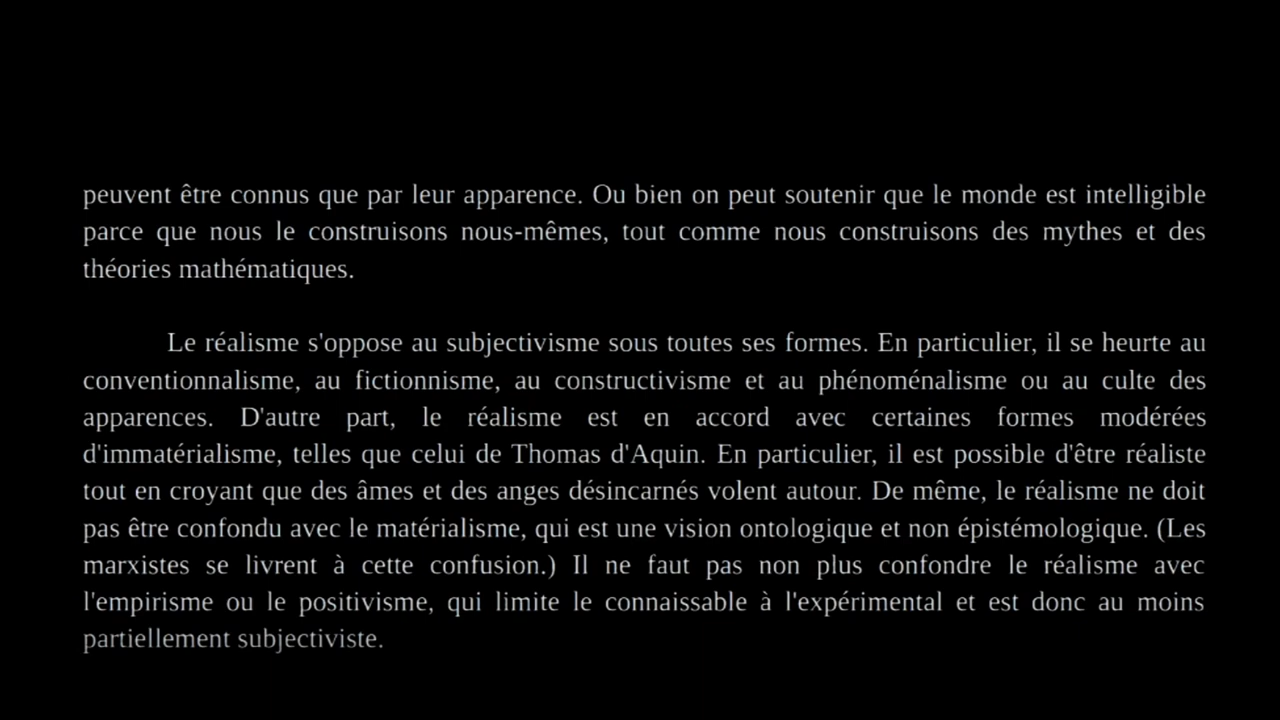 peuvent être connus que par leur apparence. Ou bien on peut soutenir que le monde est intelligible
parce que nous le construisons nous-mêmes, tout comme nous construisons des mythes et des
théories mathématiques.
Le réalisme s'oppose au subjectivisme sous toutes ses formes. En particulier, il se heurte au
conventionnalisme, au fictionnisme, au constructivisme et au phénoménalisme ou au culte des
apparences. D'autre part, le réalisme est en accord avec certaines formes modérées
d'immatérialisme, telles que celui de Thomas d'Aquin. En particulier, il est possible d'être réaliste
tout en croyant que des âmes et des anges désincarnés volent autour. De même, le réalisme ne doit
pas être confondu avec le matérialisme, qui est une vision ontologique et non épistémologique. (Les
marxistes se livrent à cette confusion.) Il ne faut pas non plus confondre le réalisme avec
l'empirisme ou le positivisme, qui limite le connaissable à l'expérimental et est donc au moins
partiellement subjectiviste.